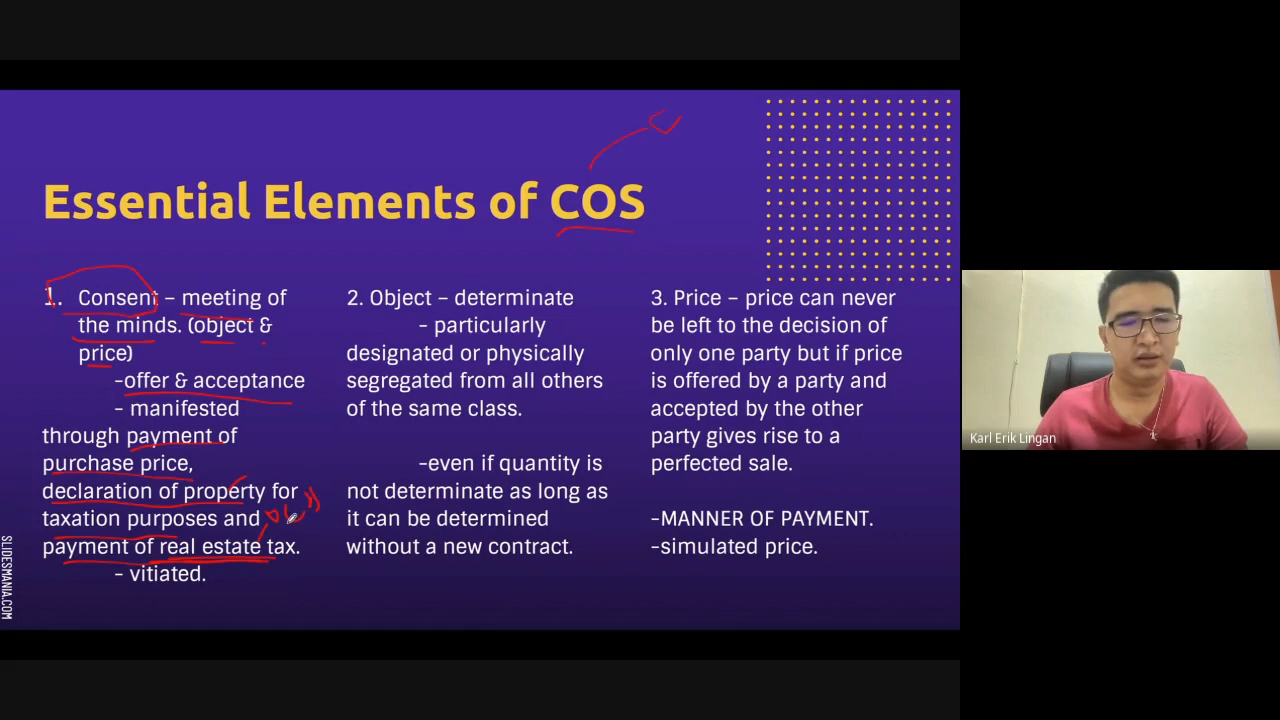 Essential Elements of COS
1. Consent – meeting of
the minds. (object &
price)
-offer & acceptance
- manifested
through payment of
purchase price,
declaration of property for
taxation purposes and
payment of real estate tax.
- vitiated.
2. Object – determinate
- particularly
designated or physically
segregated from all others
of the same class.
-even if quantity is
not determinate as long as
it can be determined
without a new contract.
3. Price – price can never
be left to the decision of
only one party but if price
is offered by a party and
accepted by the other
party gives rise to a
perfected sale.
-MANNER OF PAYMENT.
-simulated price.
SLIDESMANIA.COM
Karl Erik Lingan